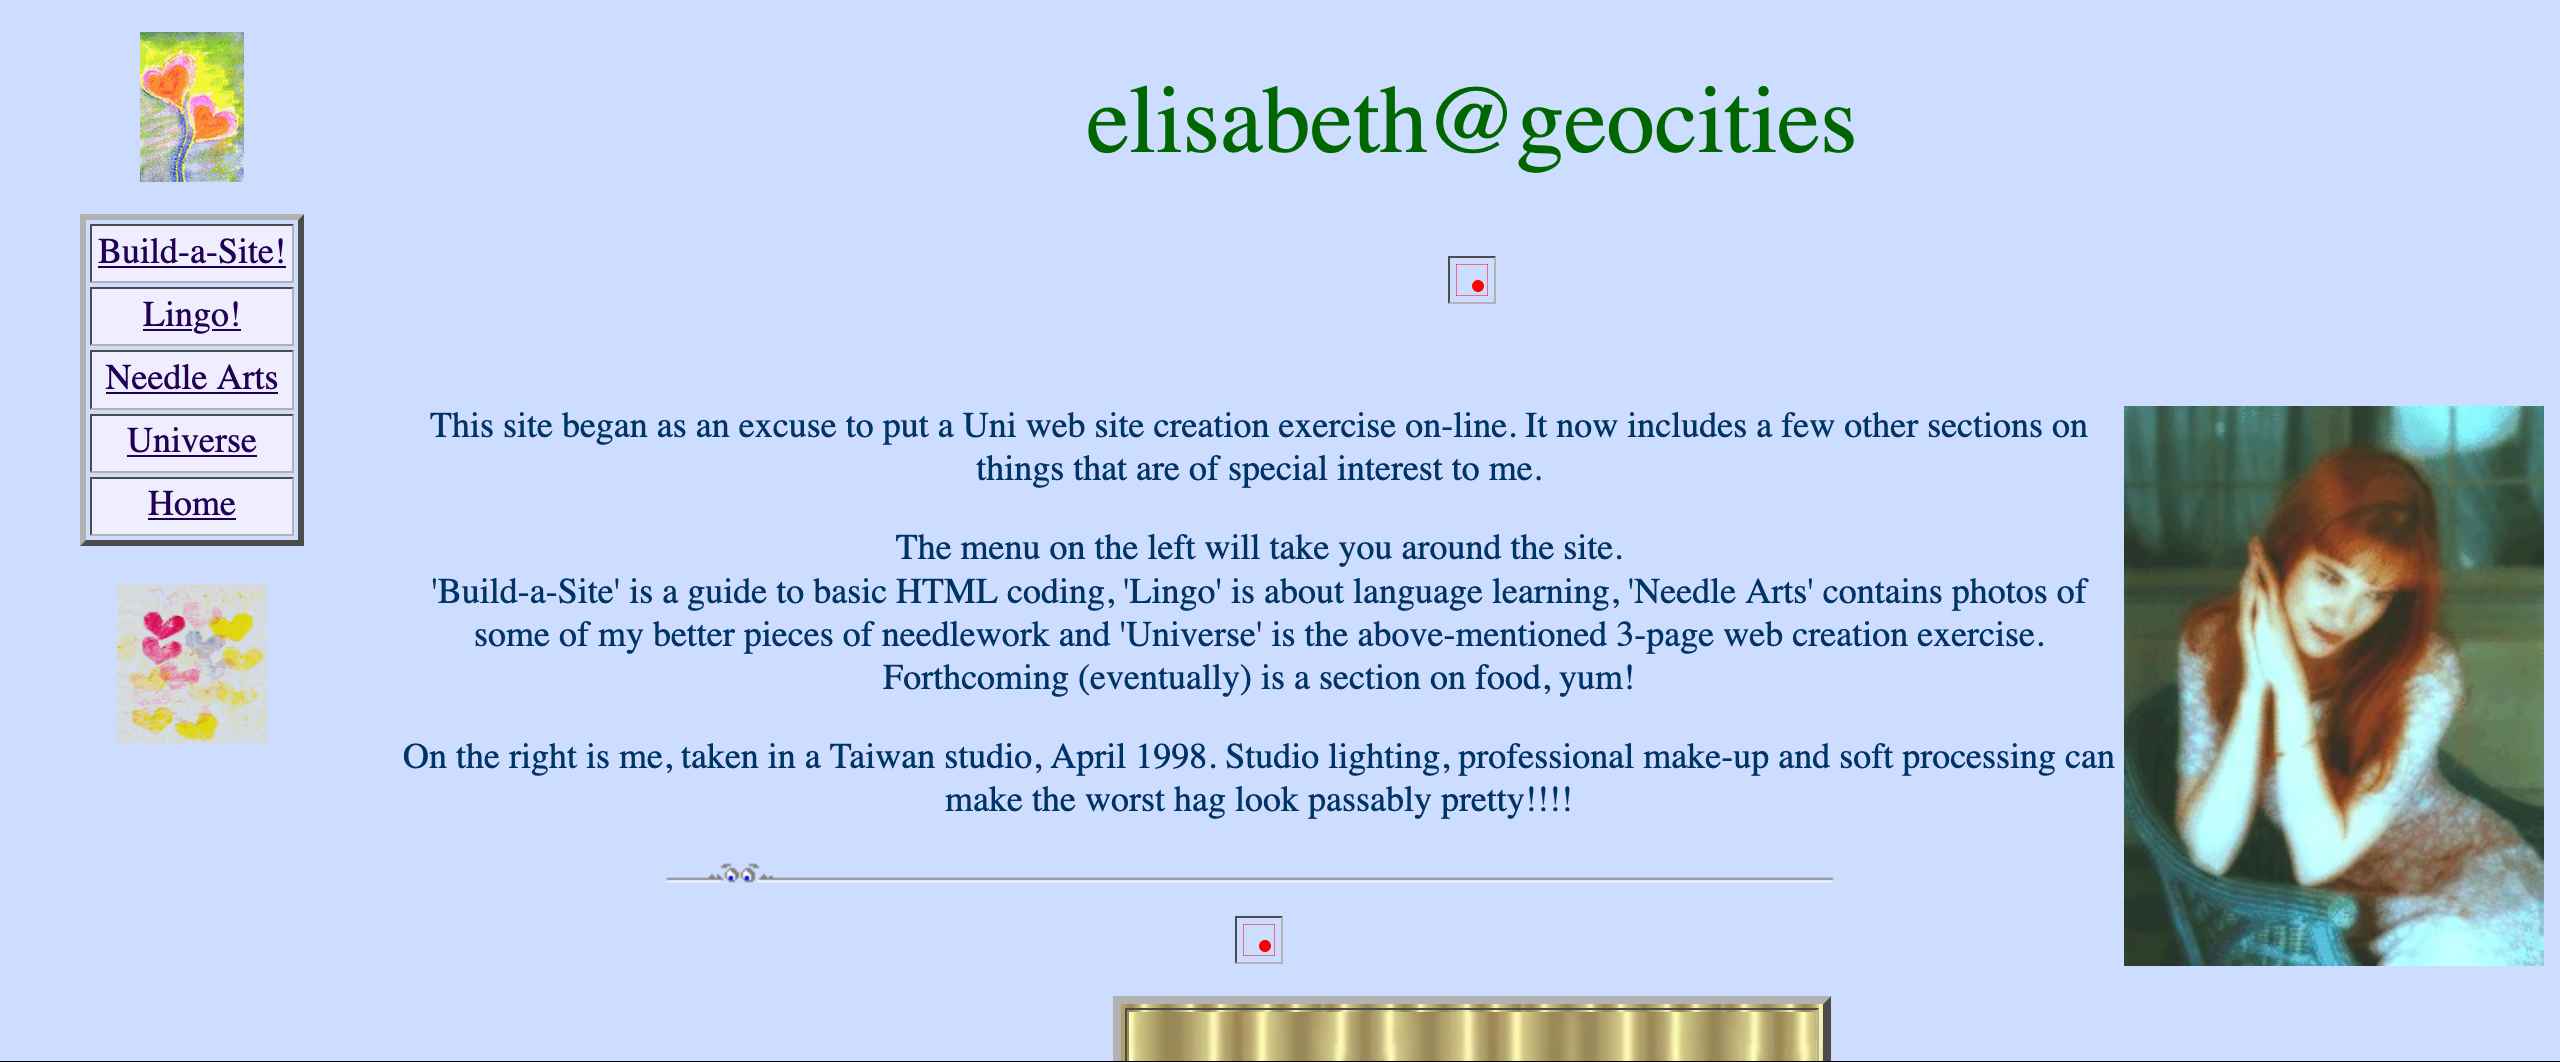 elisabeth@geocities
Build-a-Site!
Lingo!
Needle Arts
Universe
Home
This site began as an excuse to put a Uni web site creation exercise on-line. It now includes a few other sections on
things that are of special interest to me.
The menu on the left will take you around the site.
'Build-a-Site' is a guide to basic HTML coding, 'Lingo' is about language learning, 'Needle Arts' contains photos of
some of my better pieces of needlework and 'Universe' is the above-mentioned 3-page web creation exercise.
Forthcoming (eventually) is a section on food, yum!
On the right is me, taken in a Taiwan studio, April 1998. Studio lighting, professional make-up and soft processing can
make the worst hag look passably pretty!!!!